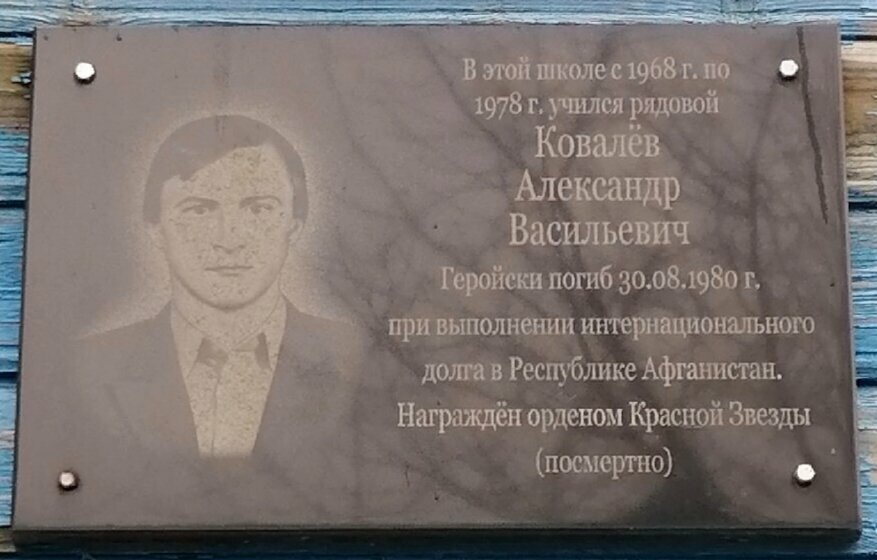 В этой школе с 1968 г. по
1978 г. учился рядовой
Ковалёв
Александр
Васильевич
Геройски погиб 30.08.1980 г.
при выполнении интернационального
долга в Республике Афганистан.
Награждён орденом Красной Звезды
(посмертно)